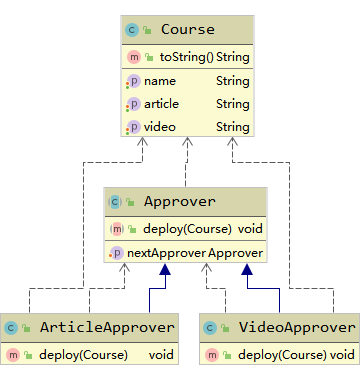 Course
toString() String
name String
article String
video String
Approver
deploy(Course) void
nextApprover Approver
ArticleApprover
deploy(Course) void
VideoApprover
deploy(Course) void